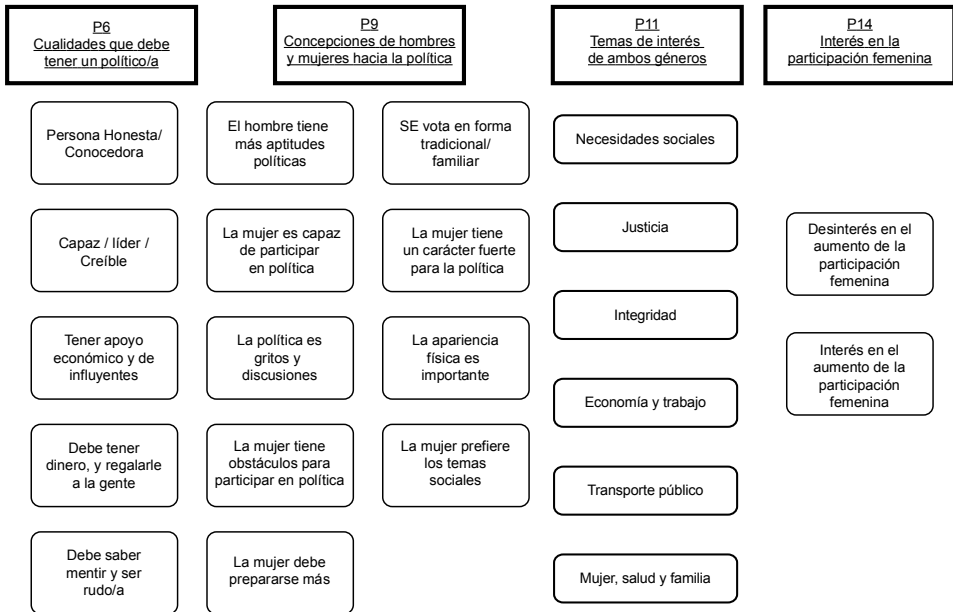 P6
Cualidades que debe
tener un político/a
P9
Concepciones de hombres
y mujeres hacia la política
P11
Temas de interés
de ambos géneros
P14
Interés en la
participación femenina
Persona Honesta/
Conocedora
Capaz / líder /
Creíble
Tener apoyo
económico y de
influyentes
Debe tener
dinero, y regalarle
a la gente
Debe saber
mentir y ser
rudo/a
El hombre tiene
más aptitudes
políticas
La mujer es capaz
de participar
en política
La política es
gritos y
discusiones
La mujer tiene
obstáculos para
participar en política
La mujer debe
prepararse más
SE vota en forma
tradicional/
familiar
La mujer tiene
un carácter fuerte
para la política
La apariencia
física es
importante
La mujer prefiere
los temas
sociales
Necesidades sociales
Justicia
Integridad
Economía y trabajo
Transporte público
Mujer, salud y familia
Desinterés en el
aumento de la
participación
femenina
Interés en el
aumento de la
participación
femenina